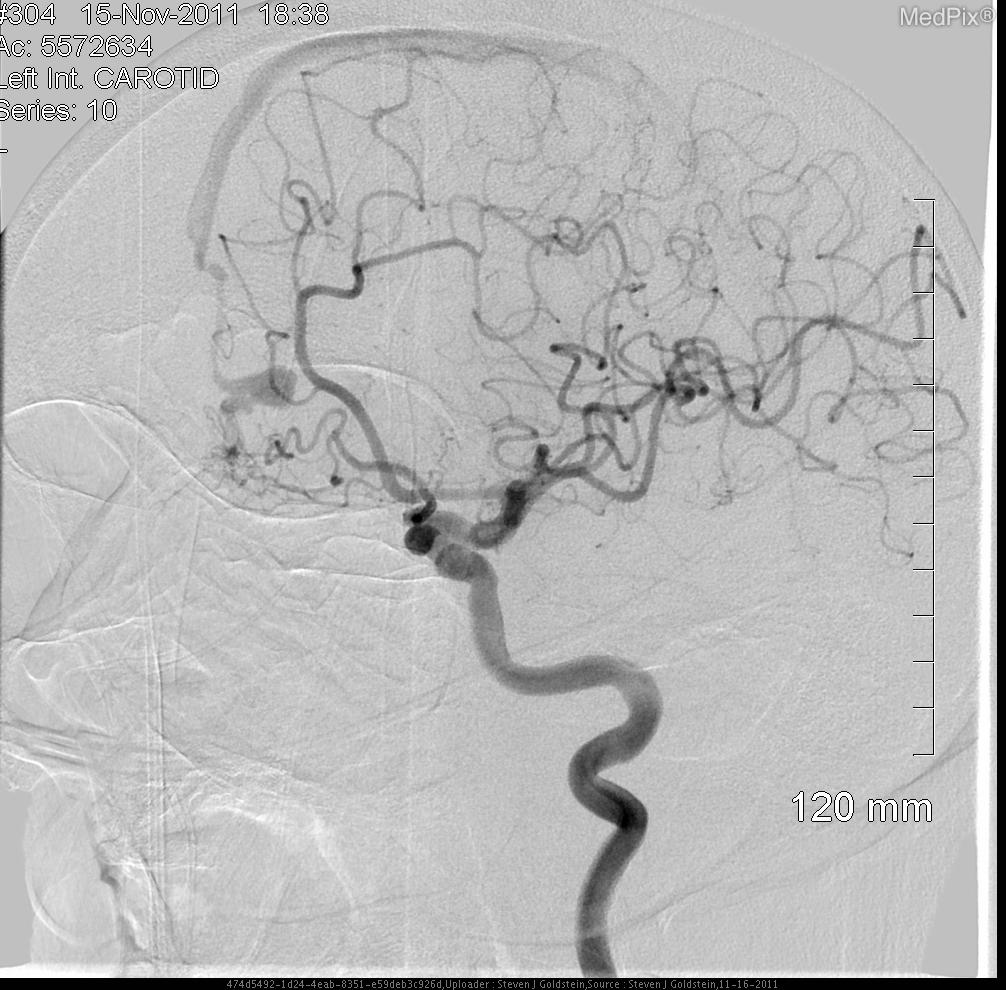 #304 15-Nov-2011 18:38
MedPix®
Ac: 5572634
Left Int. CAROTID
Series: 10
120 mm
474d5492-1d24-4eab-8351-e59deb3c926d,Uploader : Steven J Goldstein,Source : Steven J Goldstein,11-16-2011